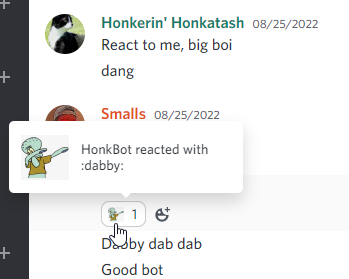 Honkerin' Honkatash 08/25/2022
React to me, big boi
dang
Smalls 08/25/2022
HonkBot reacted with
:dabby:
1
Dabby dab dab
Good bot